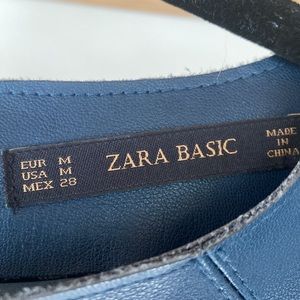 EUR M
USA M
MEX 28
ZARA BASIC
MADE
IN
CHINA